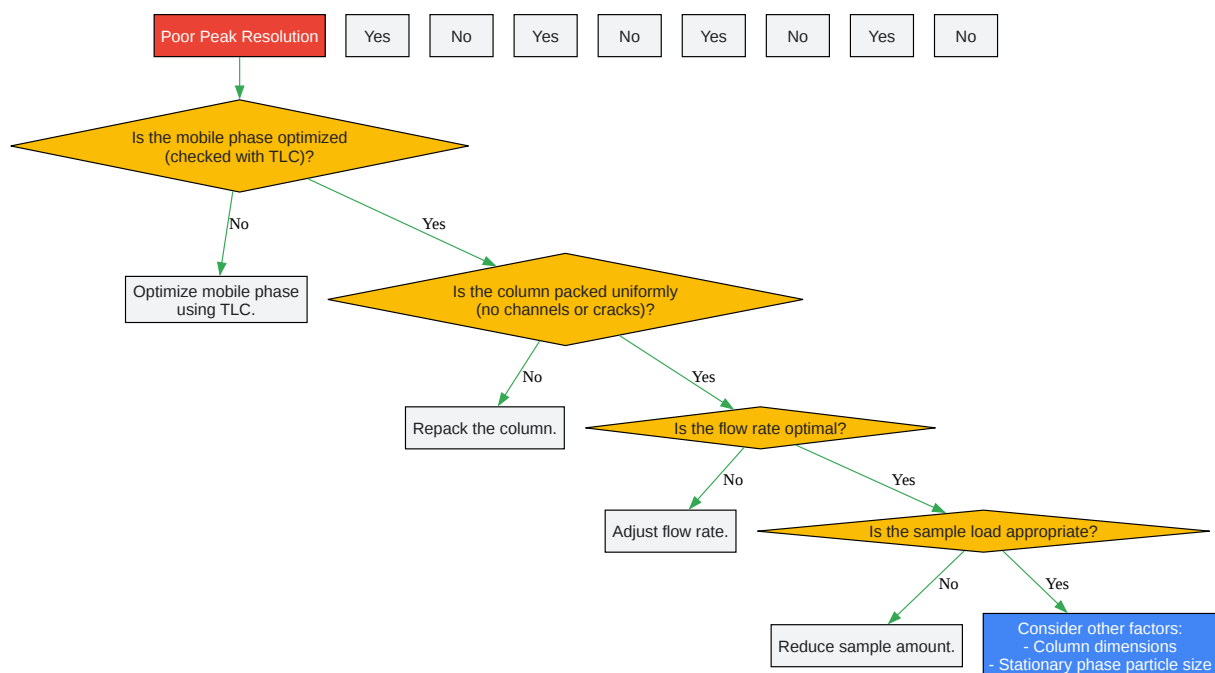 Poor Peak Resolution
Yes
No
Yes
No
Yes
No
Yes
No
Is the mobile phase optimized
(checked with TLC)?
No
Yes
Optimize mobile phase
using TLC.
Is the column packed uniformly
(no channels or cracks)?
No
Yes
Repack the column.
Is the flow rate optimal?
No
Yes
Adjust flow rate.
Is the sample load appropriate?
No
Yes
Reduce sample amount.
Consider other factors:
- Column dimensions
- Stationary phase particle size